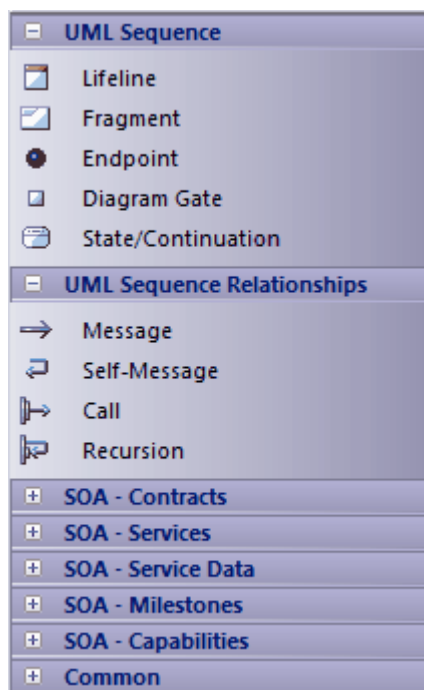 UML Sequence
Lifeline
Fragment
Endpoint
Diagram Gate
State/Continuation
UML Sequence Relationships
Message
Self-Message
Call
Recursion
SOA - Contracts
SOA - Services
SOA - Service Data
SOA - Milestones
SOA - Capabilities
Common